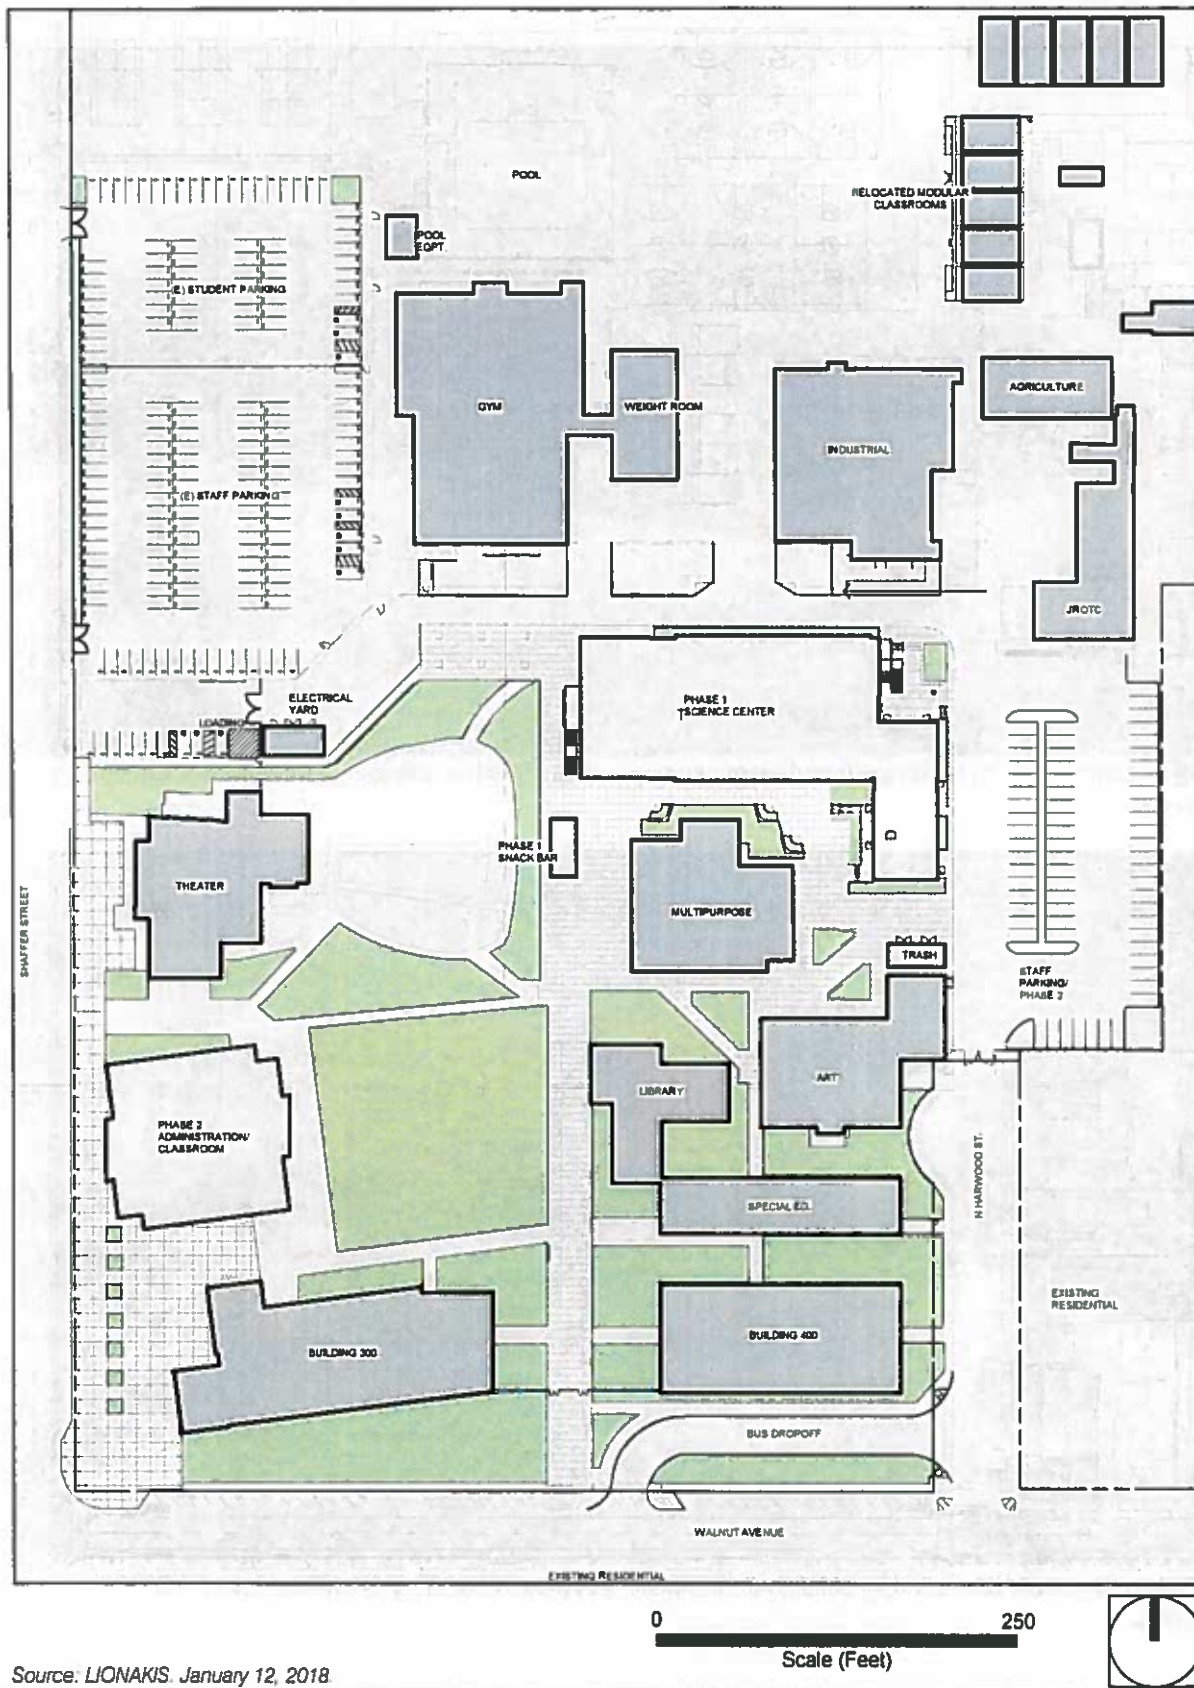 POOL
RELOCATED MODULAR
CLASSROOMS
POOL
EQPT.
(E) STUDENT PARKING
AGRICULTURE
GYM
WEIGHT ROOM
INDUSTRIAL
(E) STAFF PARKING
JROTC
ELECTRICAL
YARD
LOADING
PHASE 1
SCIENCE CENTER
PHASE 1
SNACK BAR
THEATER
MULTIPURPOSE
SHAFFER STREET
TRASH
STAFF
PARKING/
PHASE 2
ART
LIBRARY
PHASE 2
ADMINISTRATION/
CLASSROOM
N HARWOOD ST.
SPECIAL ED.
EXISTING
RESIDENTIAL
BUILDING 400
BUILDING 300
BUS DROPOFF
WALNUT AVENUE
EXISTING RESIDENTIAL
0 250
Scale (Feet)
Source: LIONAKIS. January 12, 2018